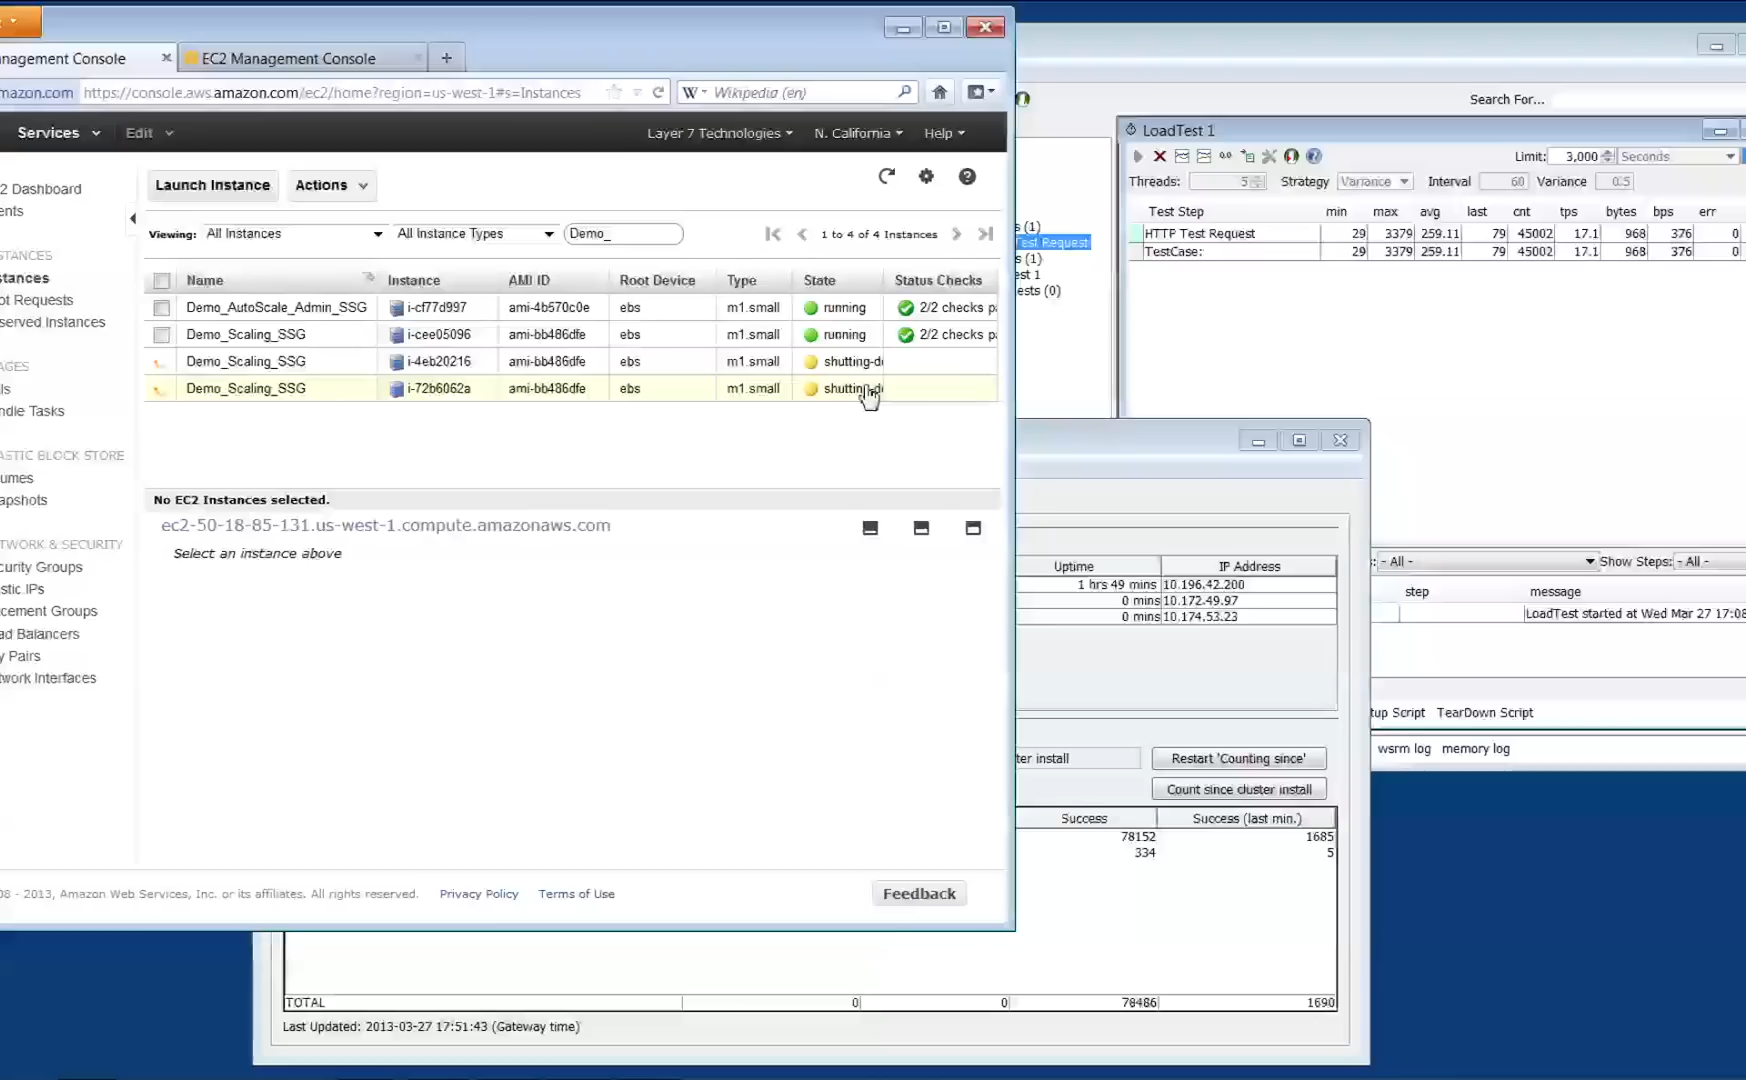 nagement Console
EC2 Management Console
mazon.com
https://console.aws.amazon.com/ec2/home?region=us-west-1#s=Instances
W
Wikipedia (en)
Services
Edit
Layer 7 Technologies
N. California
Help
2 Dashboard
ents
STANCES
stances
ot Requests
served Instances
AGES
ls
ndle Tasks
ASTIC BLOCK STORE
umes
apshots
TWORK & SECURITY
curity Groups
stic IPs
cement Groups
ad Balancers
y Pairs
twork Interfaces
Launch Instance
Actions
Viewing: All Instances All Instance Types Demo_ 1 to 4 of 4 Instances
Name Instance AMI ID Root Device Type State Status Checks
Demo_AutoScale_Admin_SSG i-cf77d997 ami-4b570c0e ebs m1.small running 2/2 checks p
Demo_Scaling_SSG i-cee05096 ami-bb486dfe ebs m1.small running 2/2 checks p
Demo_Scaling_SSG i-4eb20216 ami-bb486dfe ebs m1.small shutting-d
Demo_Scaling_SSG i-72b6062a ami-bb486dfe ebs m1.small shutting-d
No EC2 Instances selected.
ec2-50-18-85-131.us-west-1.compute.amazonaws.com
Select an instance above
08 - 2013, Amazon Web Services, Inc. or its affiliates. All rights reserved. Privacy Policy Terms of Use
Feedback
Search For...
s (1)
est Request
s (1)
st 1
ests (0)
LoadTest 1
Limit: 3,000 Seconds
Threads: 5 Strategy Variance Interval 60 Variance 0.5
Test Step min max avg last cnt tps bytes bps err
HTTP Test Request 29 3379 259.11 79 45002 17.1 968 376 0
TestCase: 29 3379 259.11 79 45002 17.1 968 376 0
- All - Show Steps: - All -
step message
LoadTest started at Wed Mar 27 17:08
tup Script TearDown Script
wsrm log memory log
Uptime IP Address
1 hrs 49 mins 10.196.42.200
0 mins 10.172.49.97
0 mins 10.174.53.23
ter install
Restart 'Counting since'
Count since cluster install
Success Success (last min.)
78152 1685
334 5
TOTAL 0 0 78486 1690
Last Updated: 2013-03-27 17:51:43 (Gateway time)